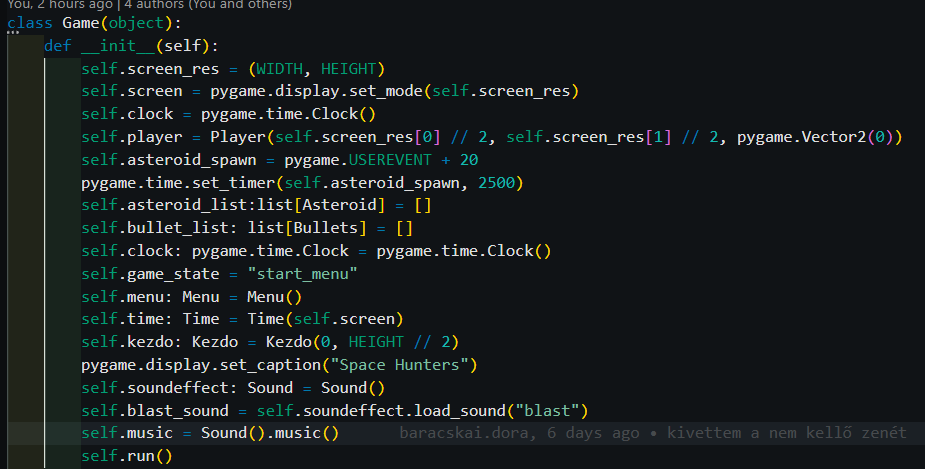 You, 2 hours ago | 4 authors (You and others)
class Game(object):
    def __init__(self):
        self.screen_res = (WIDTH, HEIGHT)
        self.screen = pygame.display.set_mode(self.screen_res)
        self.clock = pygame.time.Clock()
        self.player = Player(self.screen_res[0] // 2, self.screen_res[1] // 2, pygame.Vector2(0))
        self.asteroid_spawn = pygame.USEREVENT + 20
        pygame.time.set_timer(self.asteroid_spawn, 2500)
        self.asteroid_list:list[Asteroid] = []
        self.bullet_list: list[Bullets] = []
        self.clock: pygame.time.Clock = pygame.time.Clock()
        self.game_state = "start_menu"
        self.menu: Menu = Menu()
        self.time: Time = Time(self.screen)
        self.kezdo: Kezdo = Kezdo(0, HEIGHT // 2)
        pygame.display.set_caption("Space Hunters")
        self.soundeffect: Sound = Sound()
        self.blast_sound = self.soundeffect.load_sound("blast")
        self.music = Sound().music()     baracskai.dora, 6 days ago • kivettem a nem kellő zenét
        self.run()